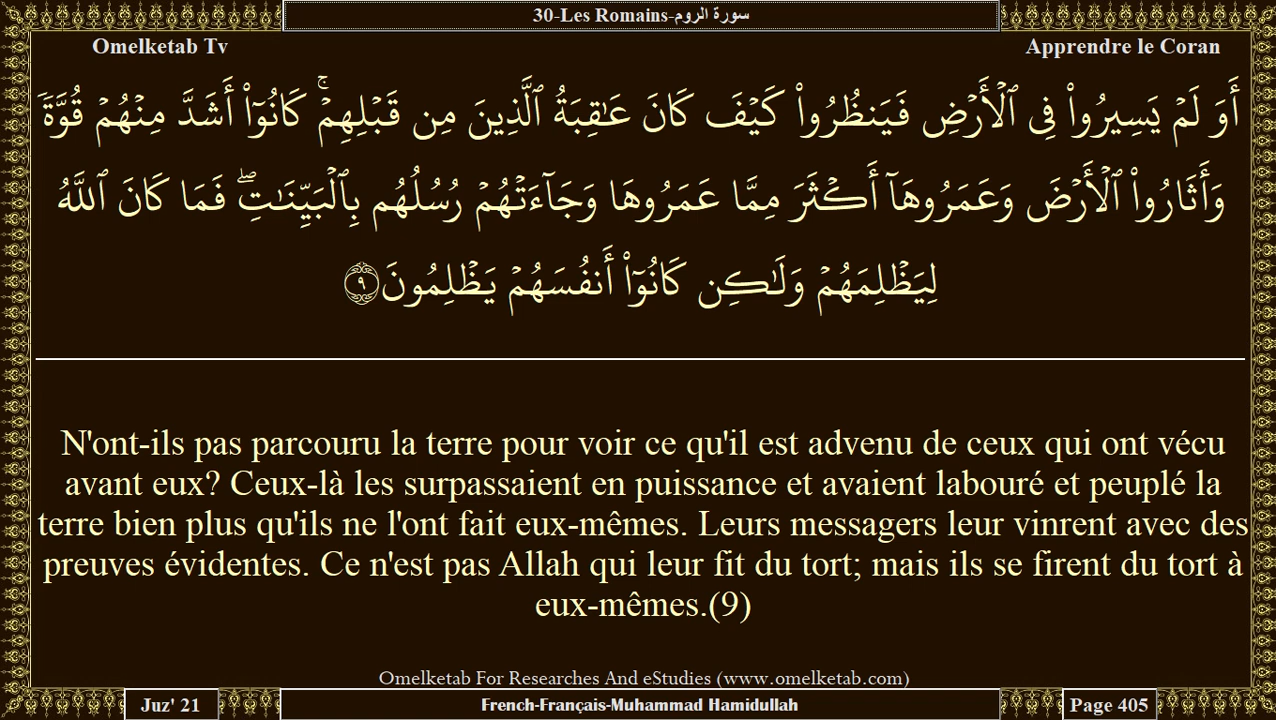 30-Les Romains-سورة الروم
Omelketab Tv
Apprendre le Coran
أَوَ لَمۡ يَسِيرُواْ فِى ٱلۡأَرۡضِ فَيَنظُرُواْ كَيۡفَ كَانَ عَـٰقِبَةُ ٱلَّذِينَ مِن قَبۡلِهِمۡ‌ۚ كَانُوٓاْ أَشَدَّ مِنۡہُمۡ قُوَّةً۬
وَأَثَارُواْ ٱلۡأَرۡضَ وَعَمَرُوهَآ أَڪۡثَرَ مِمَّا عَمَرُوهَا وَجَآءَتۡهُمۡ رُسُلُهُم بِٱلۡبَيِّنَـٰتِ‌ۖ فَمَا كَانَ ٱللَّهُ
لِيَظۡلِمَهُمۡ وَلَـٰكِن كَانُوٓاْ أَنفُسَہُمۡ يَظۡلِمُونَ ٩
N'ont-ils pas parcouru la terre pour voir ce qu'il est advenu de ceux qui ont vécu
avant eux? Ceux-là les surpassaient en puissance et avaient labouré et peuplé la
terre bien plus qu'ils ne l'ont fait eux-mêmes. Leurs messagers leur vinrent avec des
preuves évidentes. Ce n'est pas Allah qui leur fit du tort; mais ils se firent du tort à
eux-mêmes.(9)
Omelketab For Researches And eStudies (www.omelketab.com)
Juz' 21
French-Français-Muhammad Hamidullah
Page 405